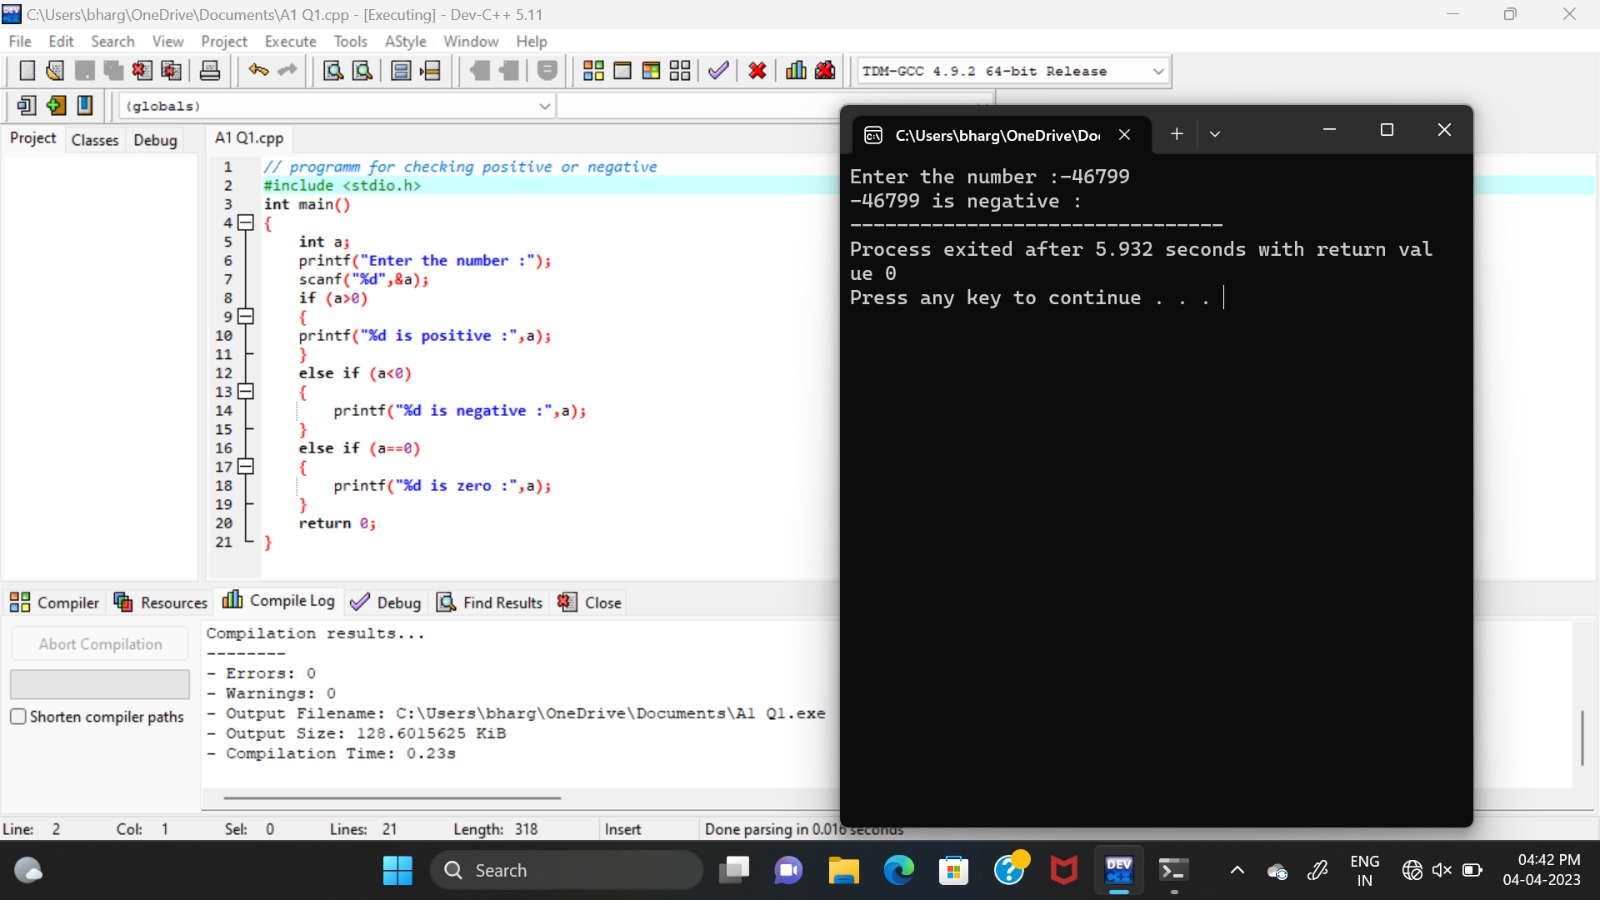 C:\Users\bharg\OneDrive\Documents\A1 Q1.cpp - [Executing] - Dev-C++ 5.11
File Edit Search View Project Execute Tools AStyle Window Help
TDM-GCC 4.9.2 64-bit Release
(globals)
Project Classes Debug
A1 Q1.cpp
1 // programm for checking positive or negative
2 #include <stdio.h>
3 int main()
4 {
5 int a;
6 printf("Enter the number :");
7 scanf("%d",&a);
8 if (a>0)
9 {
10 printf("%d is positive :",a);
11 }
12 else if (a<0)
13 {
14 printf("%d is negative :",a);
15 }
16 else if (a==0)
17 {
18 printf("%d is zero :",a);
19 }
20 return 0;
21 }
C:\Users\bharg\OneDrive\Do
Enter the number :-46799
-46799 is negative :
--------------------------------
Process exited after 5.932 seconds with return val
ue 0
Press any key to continue . . .
Compiler Resources Compile Log Debug Find Results Close
Abort Compilation
Shorten compiler paths
Compilation results...
--------
- Errors: 0
- Warnings: 0
- Output Filename: C:\Users\bharg\OneDrive\Documents\A1 Q1.exe
- Output Size: 128.6015625 KiB
- Compilation Time: 0.23s
Line: 2 Col: 1 Sel: 0 Lines: 21 Length: 318 Insert Done parsing in 0.016 seconds
Search
DEV C++
ENG
IN
04:42 PM
04-04-2023